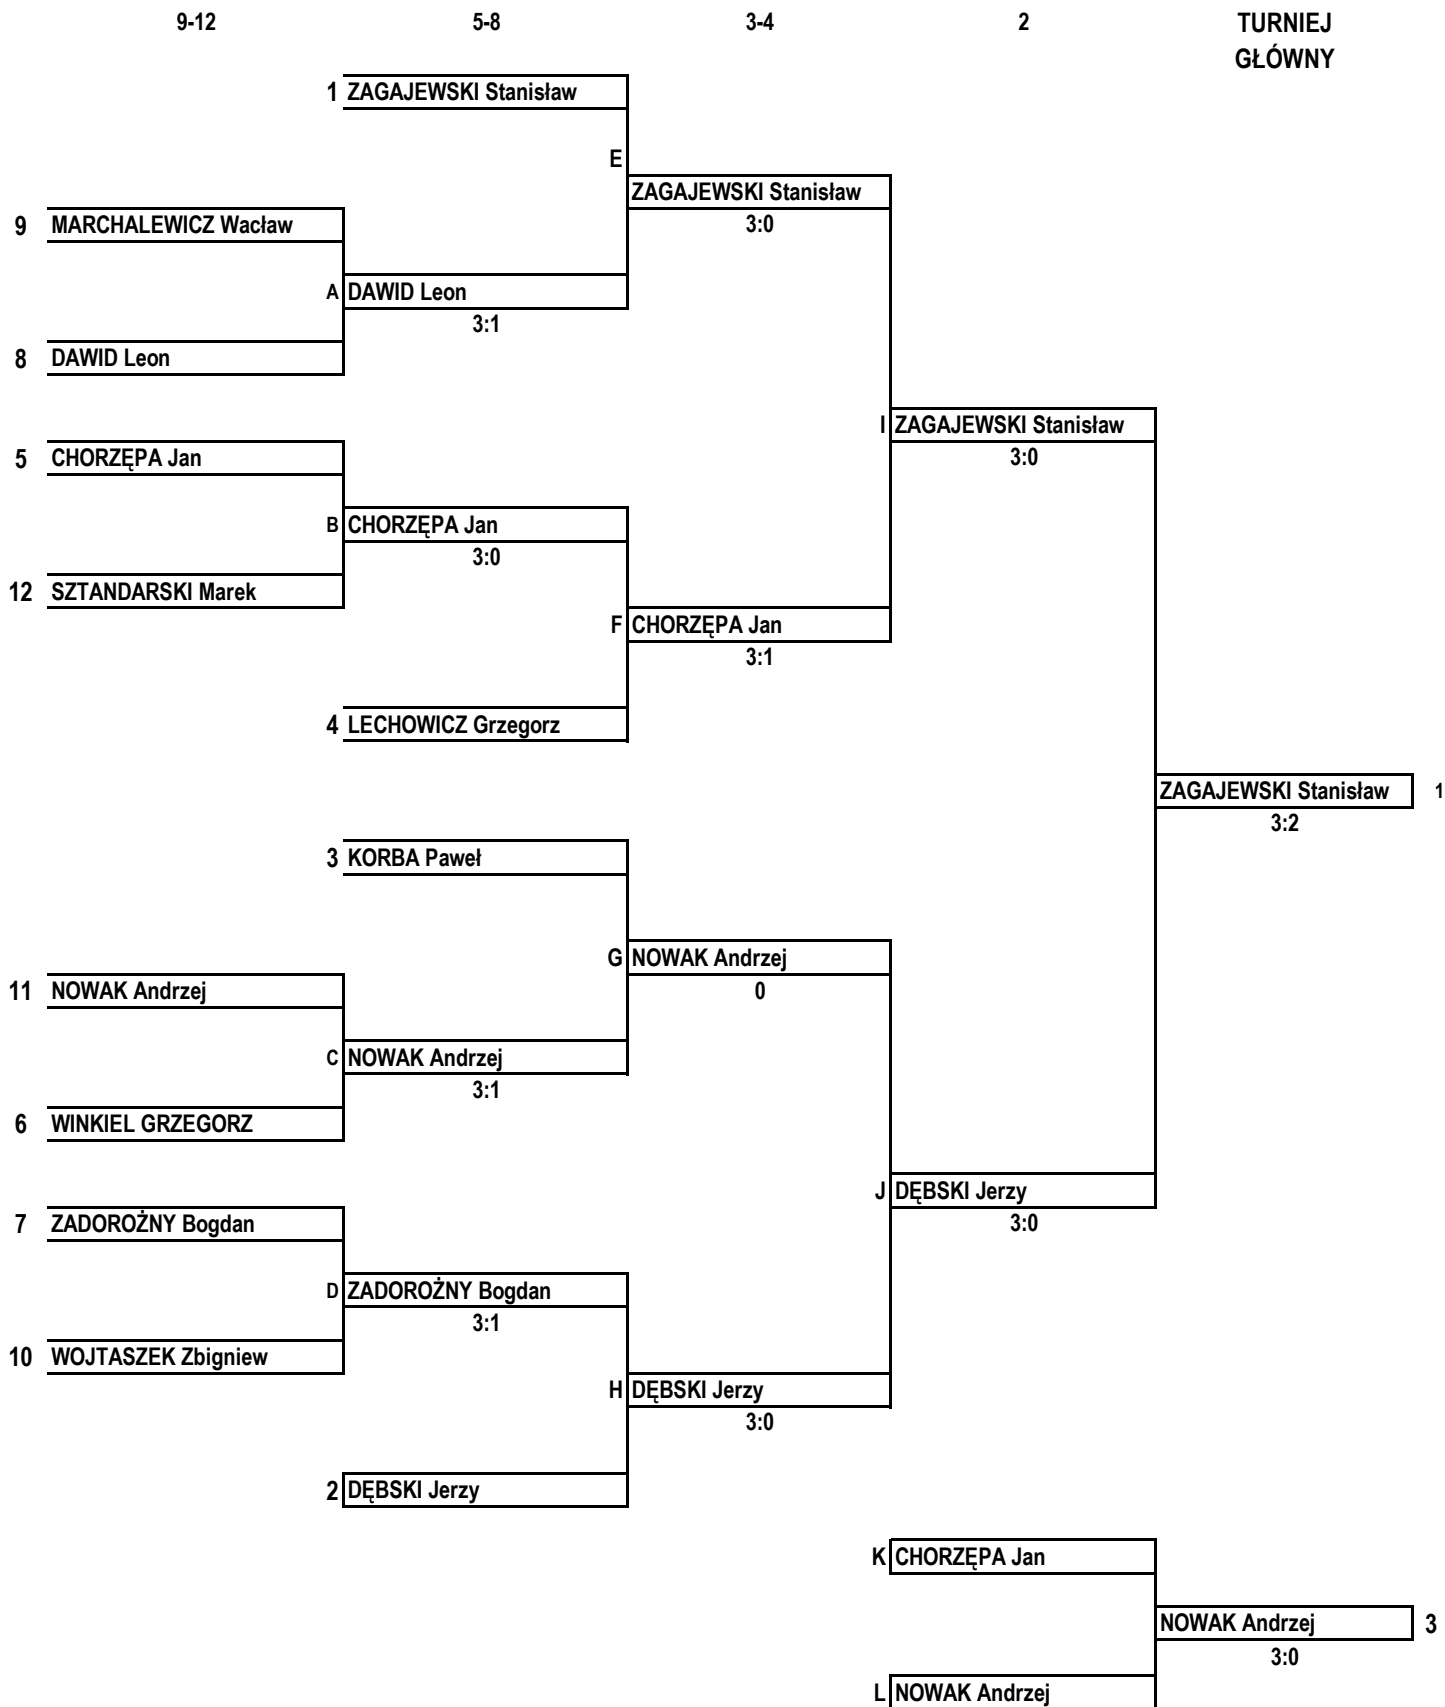 9-12 5-8 3-4 2 TURNIEJ
GŁÓWNY
1 ZAGAJEWSKI Stanisław
E
ZAGAJEWSKI Stanisław
9 MARCHALEWICZ Wacław 3:0
A DAWID Leon
3:1
8 DAWID Leon
I ZAGAJEWSKI Stanisław
5 CHORZĘPA Jan 3:0
B CHORZĘPA Jan
3:0
12 SZTANDARSKI Marek
F CHORZĘPA Jan
3:1
4 LECHOWICZ Grzegorz
ZAGAJEWSKI Stanisław 1
3:2
3 KORBA Paweł
G NOWAK Andrzej
11 NOWAK Andrzej 0
C NOWAK Andrzej
3:1
6 WINKIEL GRZEGORZ
J DĘBSKI Jerzy
7 ZADOROŻNY Bogdan 3:0
D ZADOROŻNY Bogdan
3:1
10 WOJTASZEK Zbigniew
H DĘBSKI Jerzy
3:0
2 DĘBSKI Jerzy
K CHORZĘPA Jan
NOWAK Andrzej 3
3:0
L NOWAK Andrzej